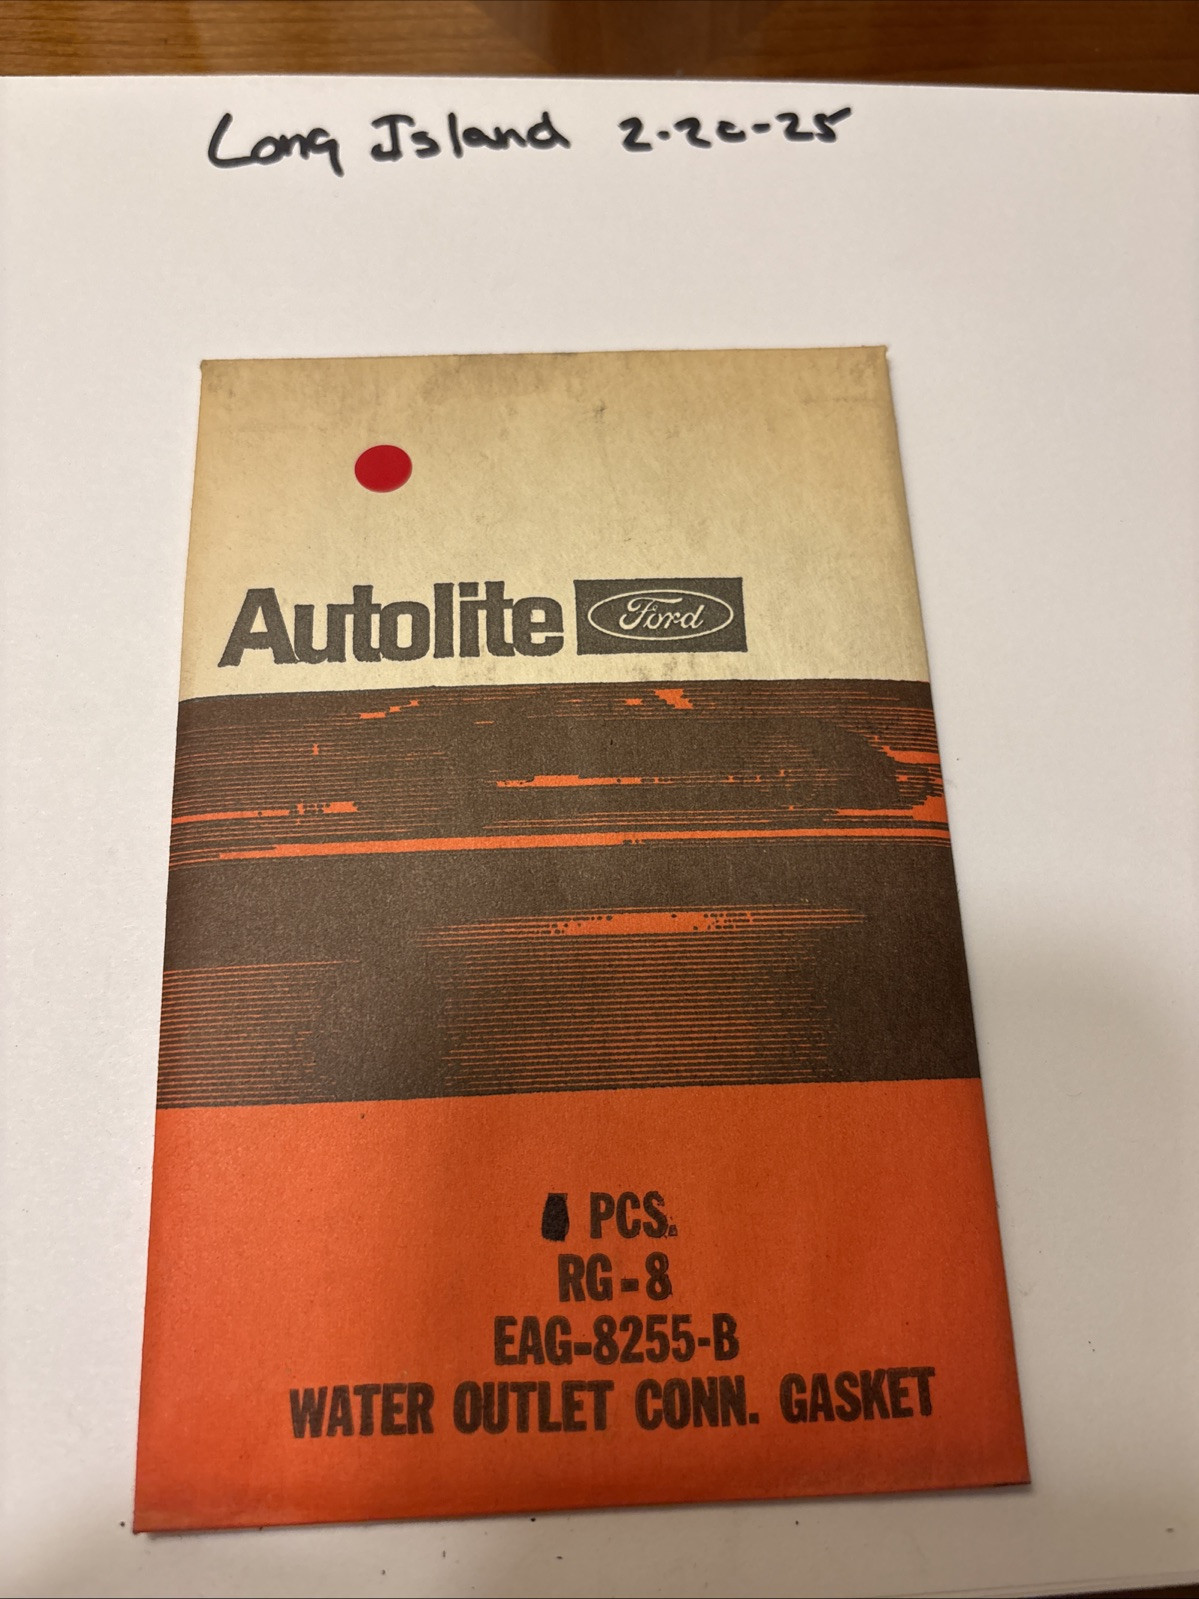 Long Island 2-20-25
Autolite Ford
PCS.
RG-8
EAG-8255-B
WATER OUTLET CONN. GASKET